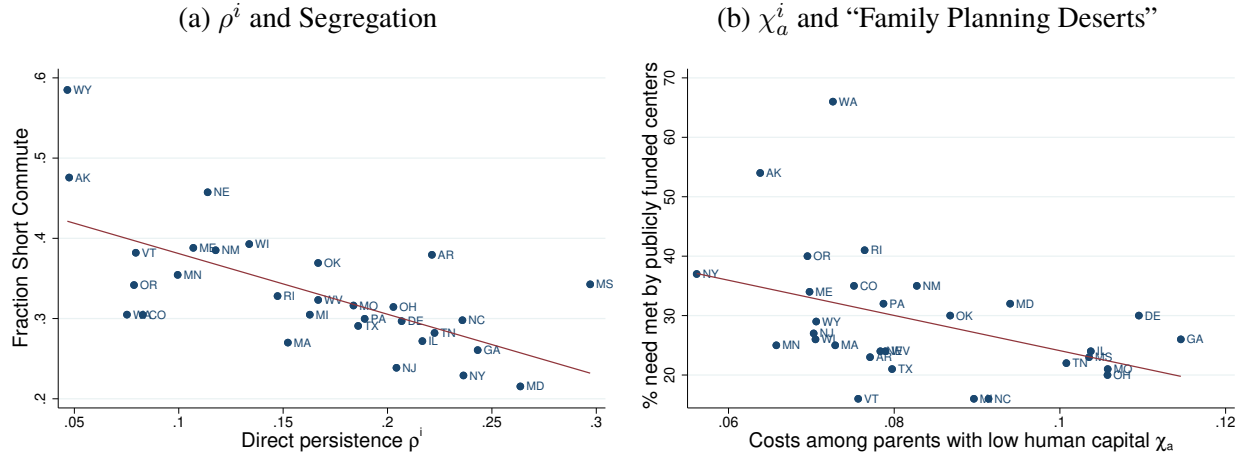 (a) ρⁱ and Segregation
Fraction Short Commute
.6
.5
.4
.3
.2
WY
AK
NE
VT
ME
NM
WI
OR
MN
WA
CO
OK
AR
MS
RI
WV
MO
OH
MI
PA
TX
DE
NC
TN
MA
IL
GA
NJ
NY
MD
.05
.1
.15
.2
.25
.3
Direct persistence ρⁱ
(b) χₐⁱ and “Family Planning Deserts”
% need met by publicly funded centers
70
60
50
40
30
20
WA
AK
OR
RI
NY
ME
CO
NM
PA
MD
WY
OK
DE
NJ
WI
MN
MA
GA
AR
WV
TX
IL
MS
TN
MO
OH
VT
NC
.06
.08
.1
.12
Costs among parents with low human capital χₐ